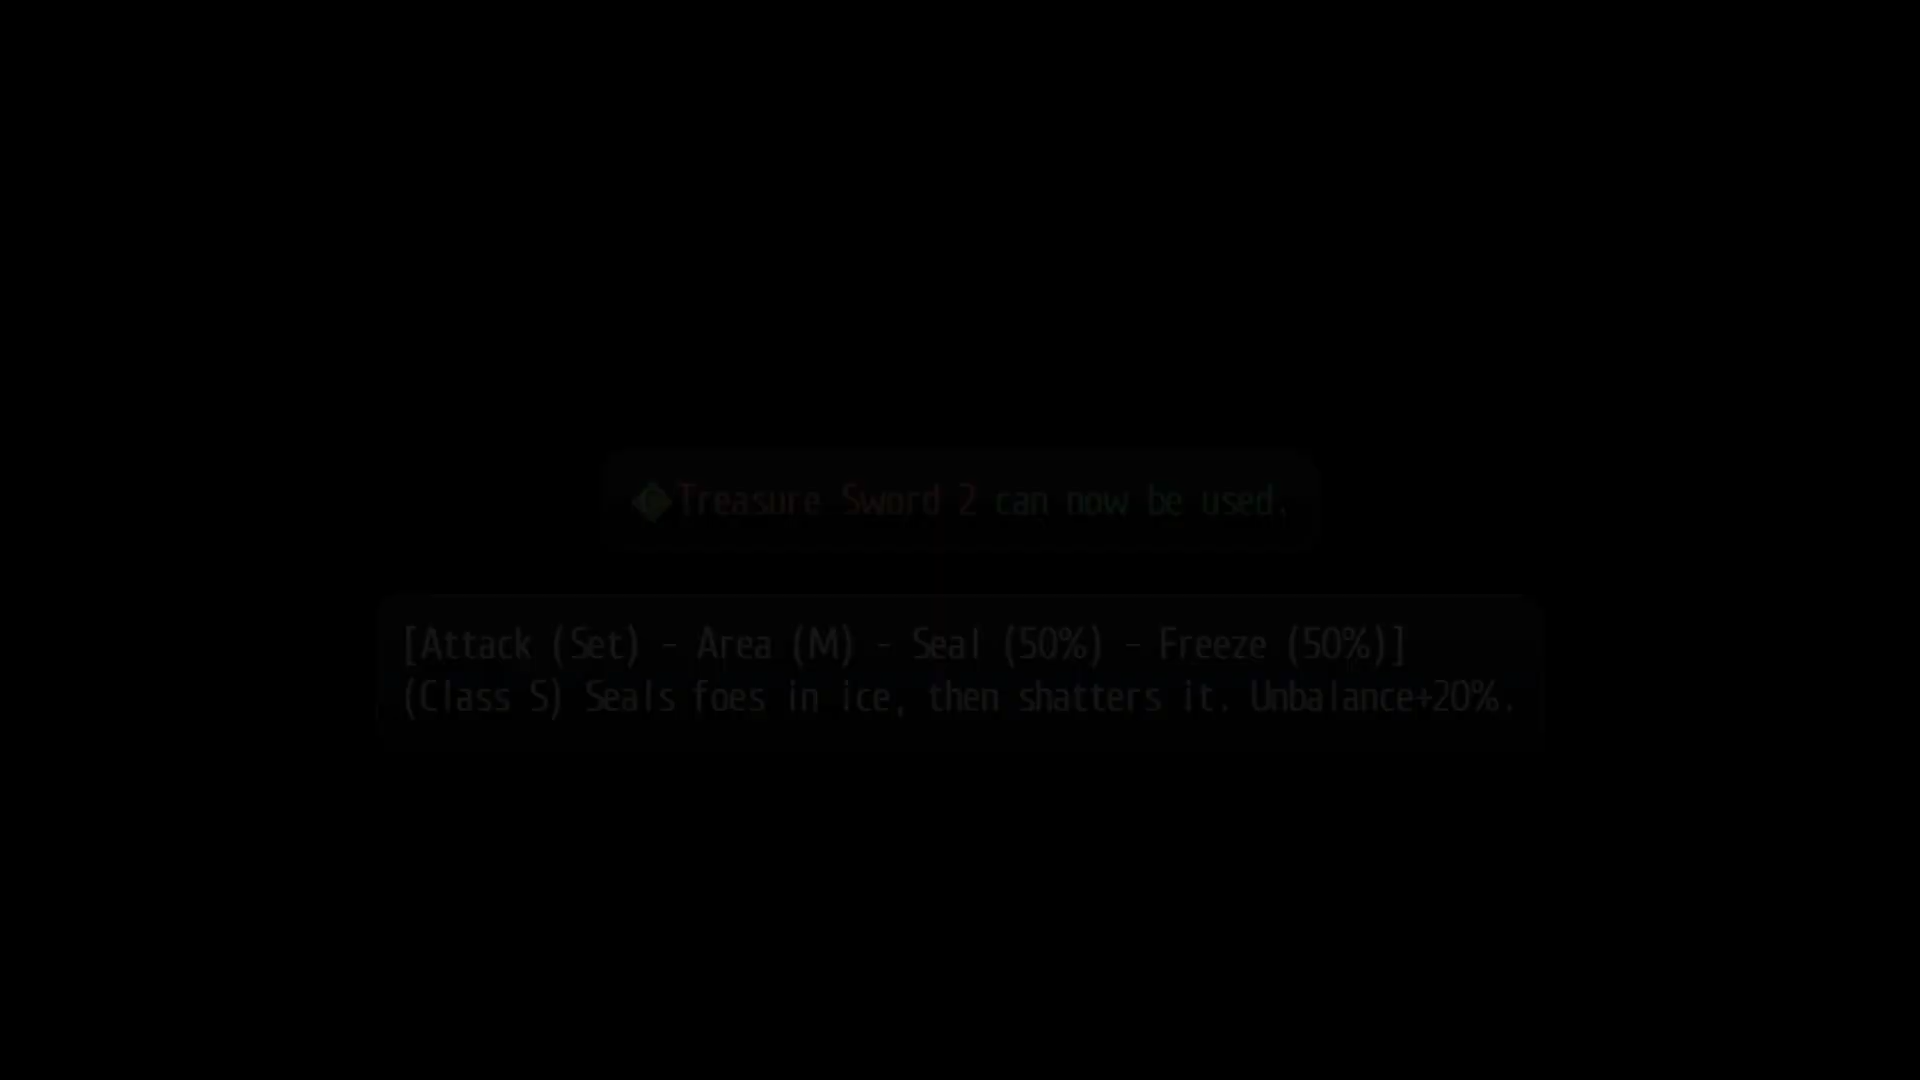 Treasure Sword 2 can now be used.
[Attack (Set) - Area (M) - Seal (50%) - Freeze (50%)]
(Class S) Seals foes in ice, then shatters it. Unbalance+20%.